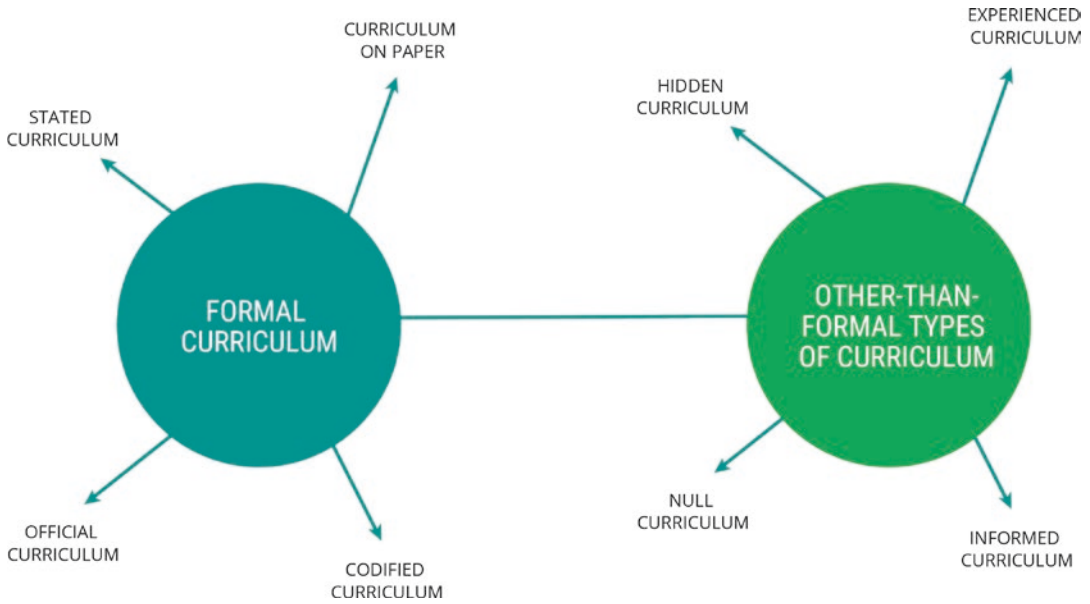 CURRICULUM
ON PAPER
STATED
CURRICULUM
FORMAL
CURRICULUM
OFFICIAL
CURRICULUM
CODIFIED
CURRICULUM
EXPERIENCED
CURRICULUM
HIDDEN
CURRICULUM
OTHER-THAN-
FORMAL TYPES
OF CURRICULUM
NULL
CURRICULUM
INFORMED
CURRICULUM